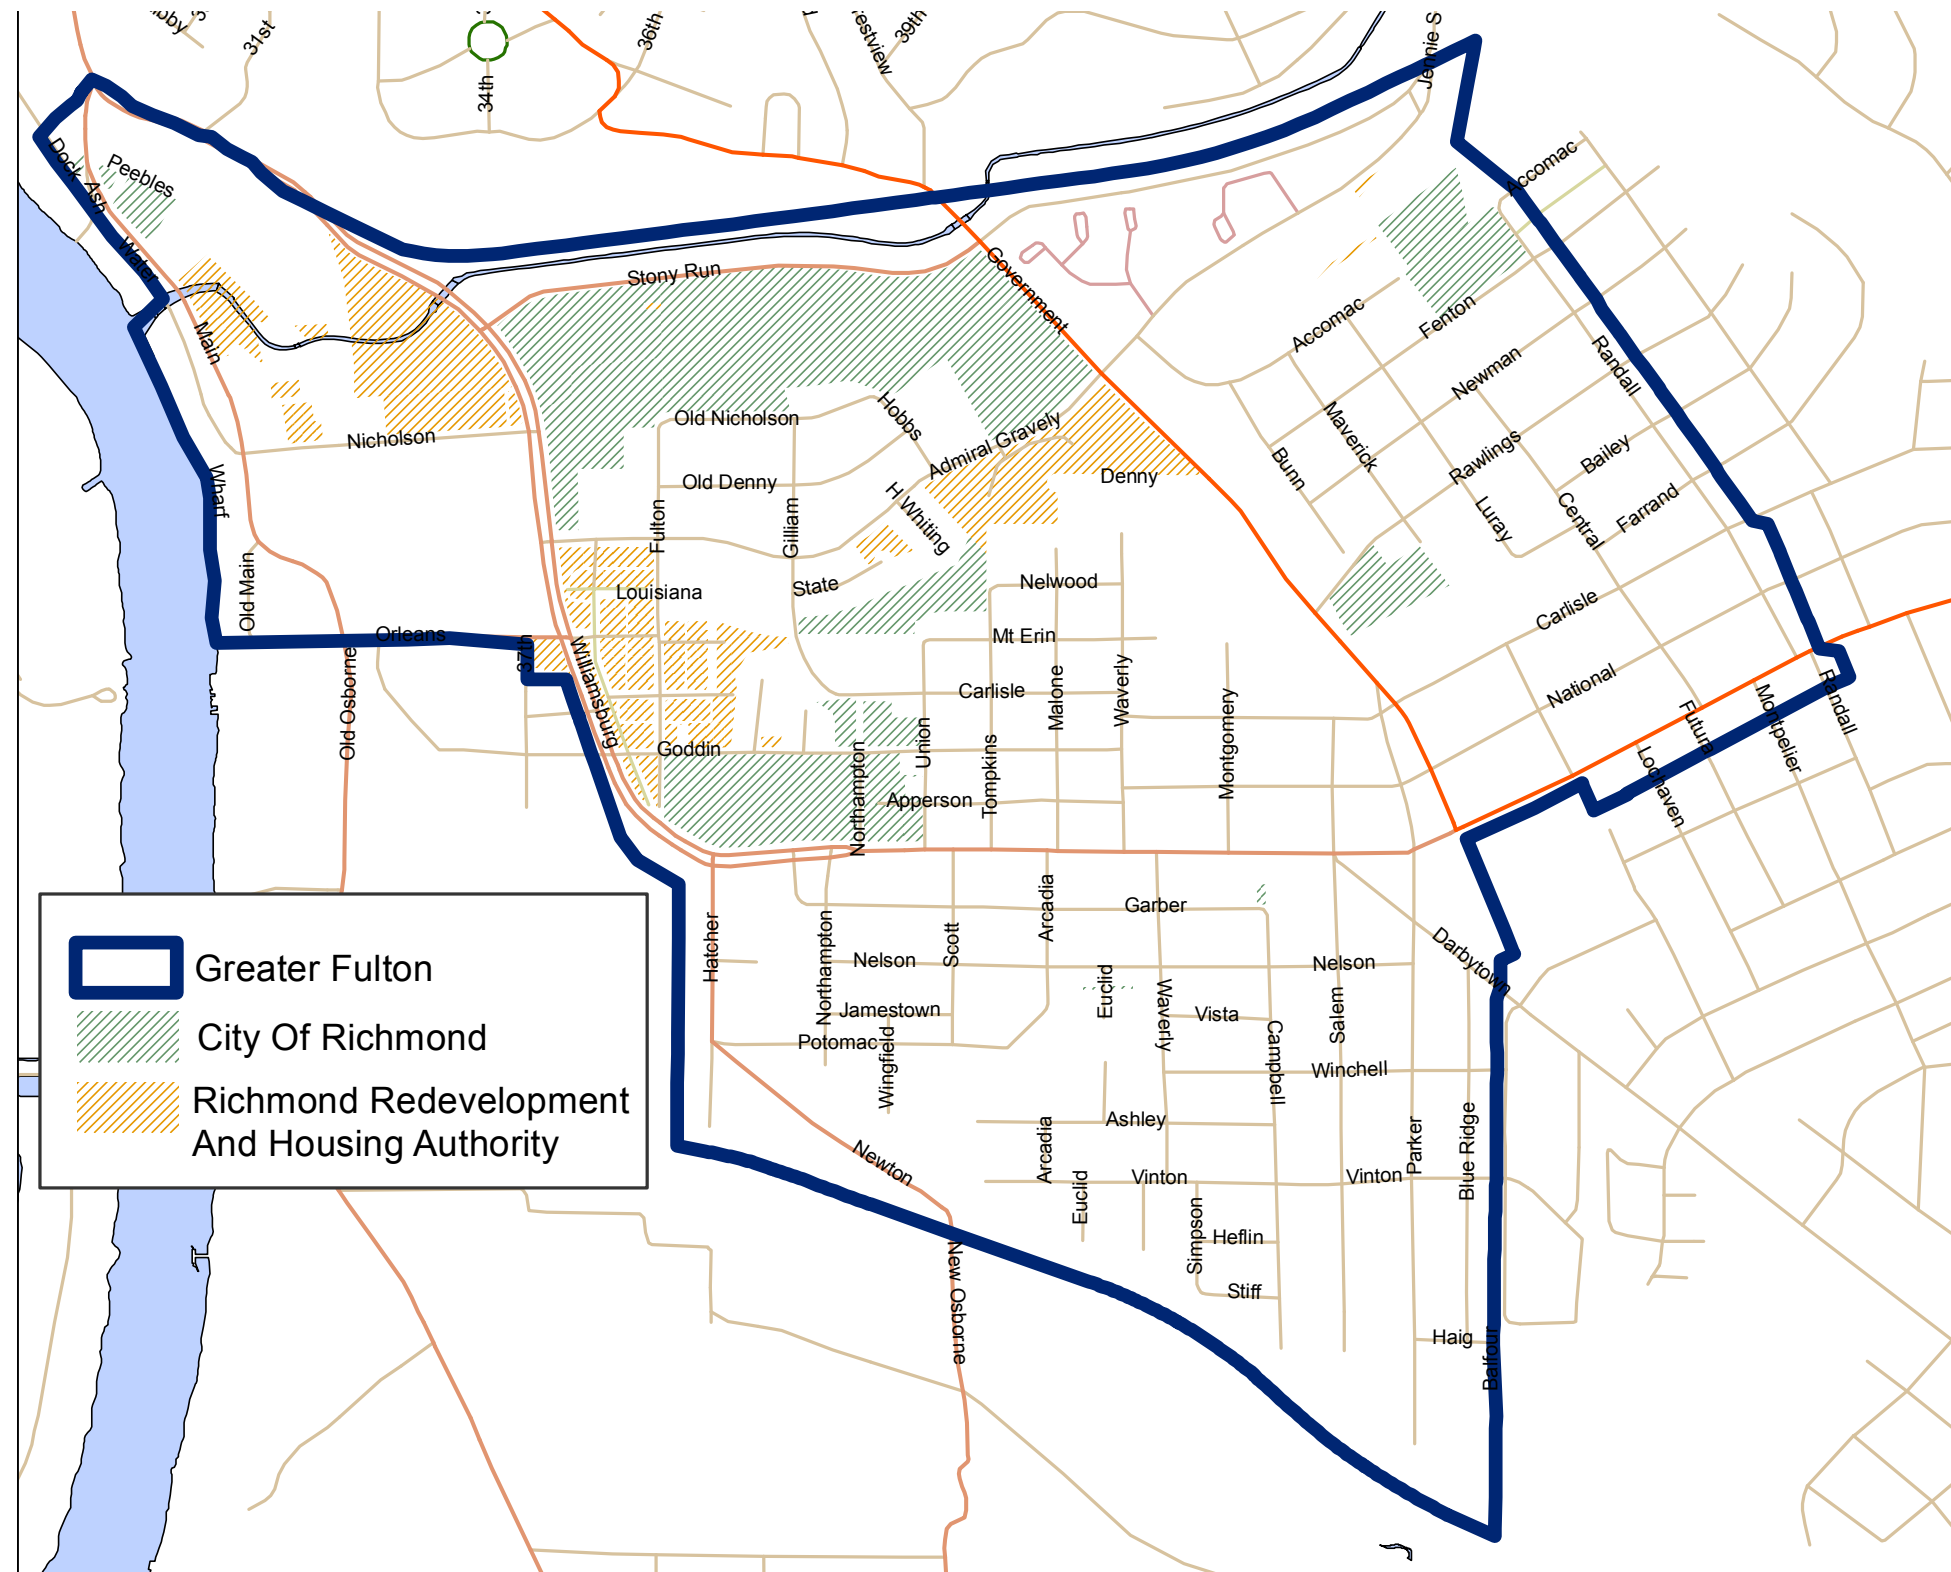 31st
34th
36th
39th
Jennie S
Dock
Ash
Peebles
Water
Main
Stony Run
Government
Accomac
Accomac
Fenton
Newman
Randall
Nicholson
Old Nicholson
Hobbs
Admiral Gravely
Denny
Bunn
Maverick
Rawlings
Bailey
Luray
Central
Farrand
Wharf
Old Denny
Fulton
Gilliam
H Whiting
Old Main
Louisiana
State
Nelwood
Carlisle
Orleans
37th
Mt Erin
Old Osborne
Williamsburg
Carlisle
Malone
Waverly
National
Goddin
Northampton
Union
Tompkins
Montgomery
Futura
Montpelier
Randall
Lochaven
Apperson
Hatcher
Northampton
Scott
Arcadia
Garber
Nelson
Nelson
Darbytown
Euclid
Waverly
Jamestown
Vista
Salem
Potomac
Wingfield
Campbell
Winchell
Newton
Arcadia
Ashley
Parker
Blue Ridge
Euclid
Vinton
Vinton
Simpson
Heflin
New Osborne
Stiff
Haig
Balfour
Greater Fulton
City Of Richmond
Richmond Redevelopment
And Housing Authority